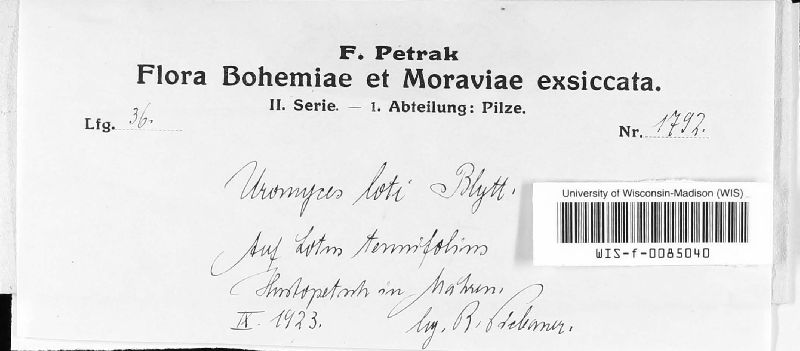 F. Petrak
Flora Bohemiae et Moraviae exsiccata.
II. Serie. — 1. Abteilung: Pilze.
Lfg. 36.
Nr. 1792.
Uromyces loti Blytt.
University of Wisconsin-Madison (WIS)
WIS-f-0085040
Auf Lotus tenuifolius
in Mähren.
IX. 1923.
leg. R. Picbauer.